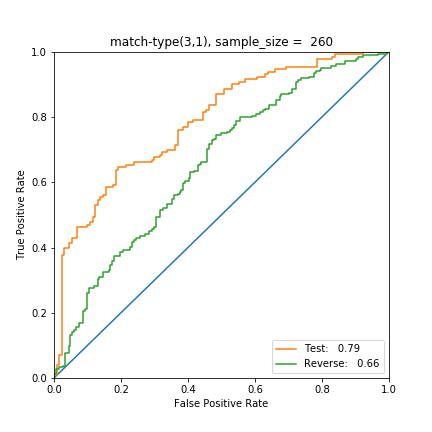 match-type(3,1), sample_size =  260
True Positive Rate
1.0
0.8
0.6
0.4
0.2
0.0
0.0 0.2 0.4 0.6 0.8 1.0
False Positive Rate
Test:   0.79
Reverse:   0.66